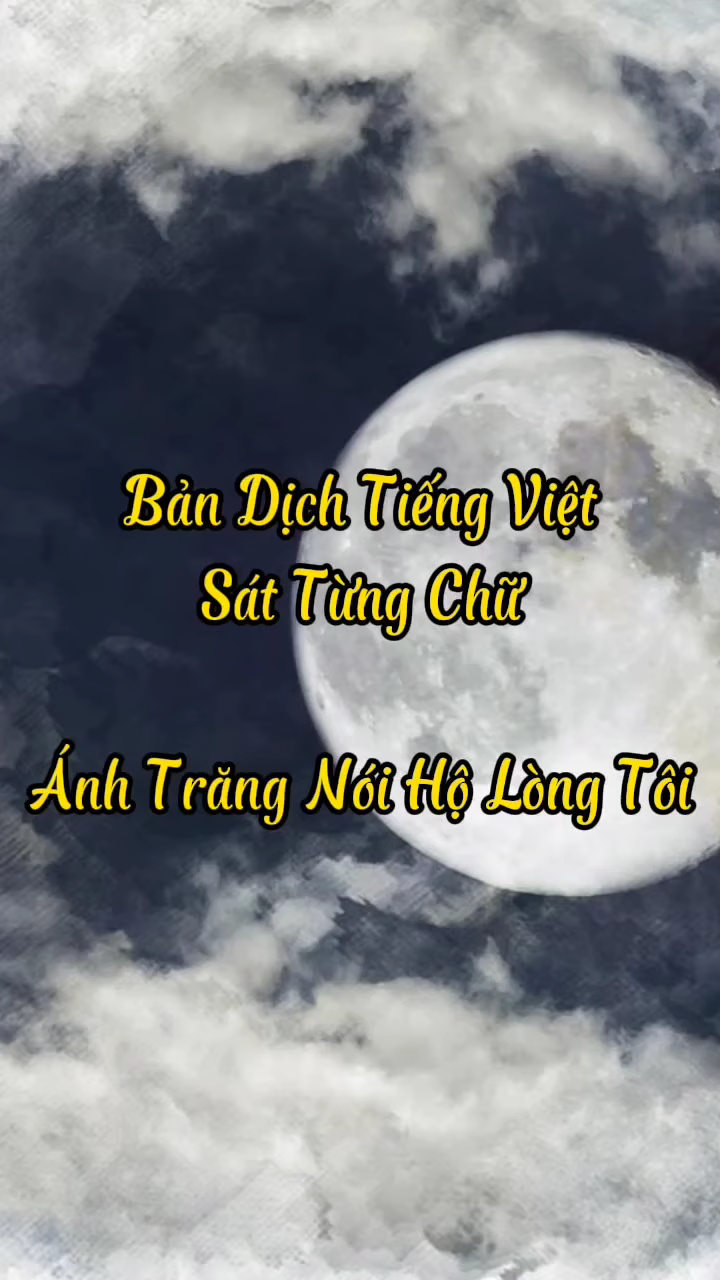 Bản Dịch Tiếng Việt
Sát Từng Chữ
Ánh Trăng Nói Hộ Lòng Tôi